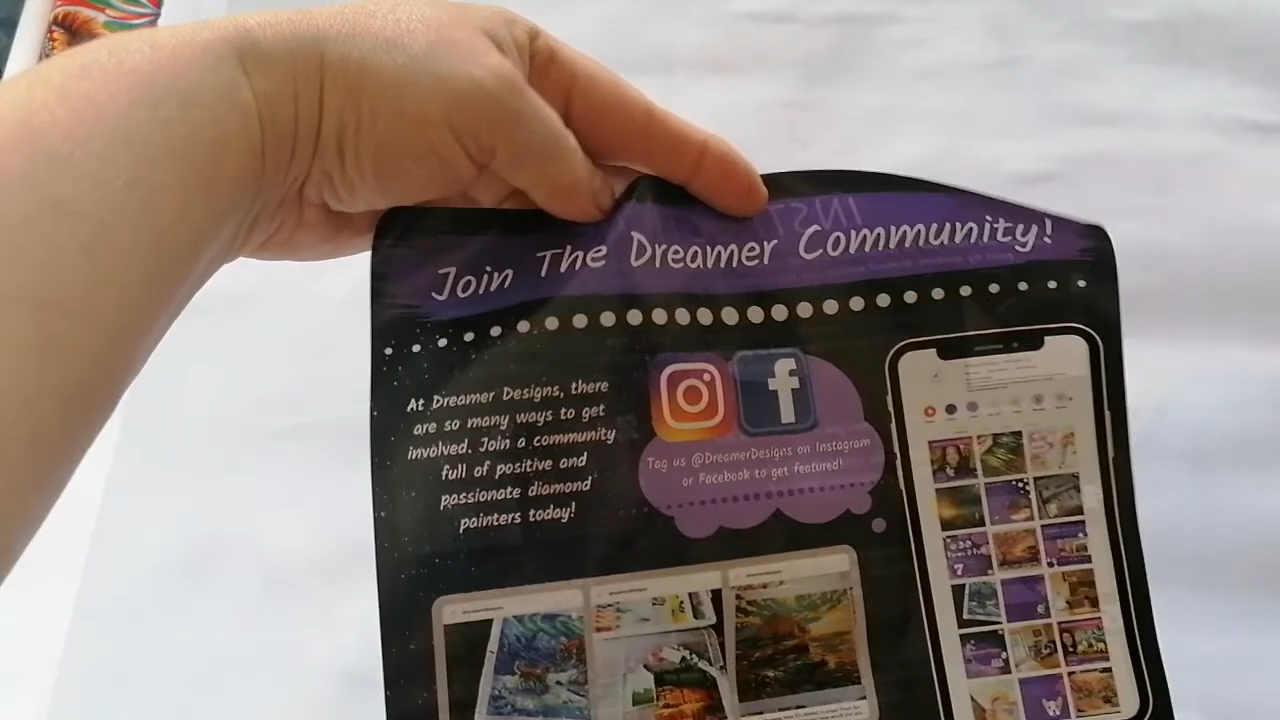 Join The Dreamer Community!
At Dreamer Designs, there
are so many ways to get
involved. Join a community
full of positive and
passionate diamond
painters today!
Tag us @DreamerDesigns on Instagram
or Facebook to get featured!